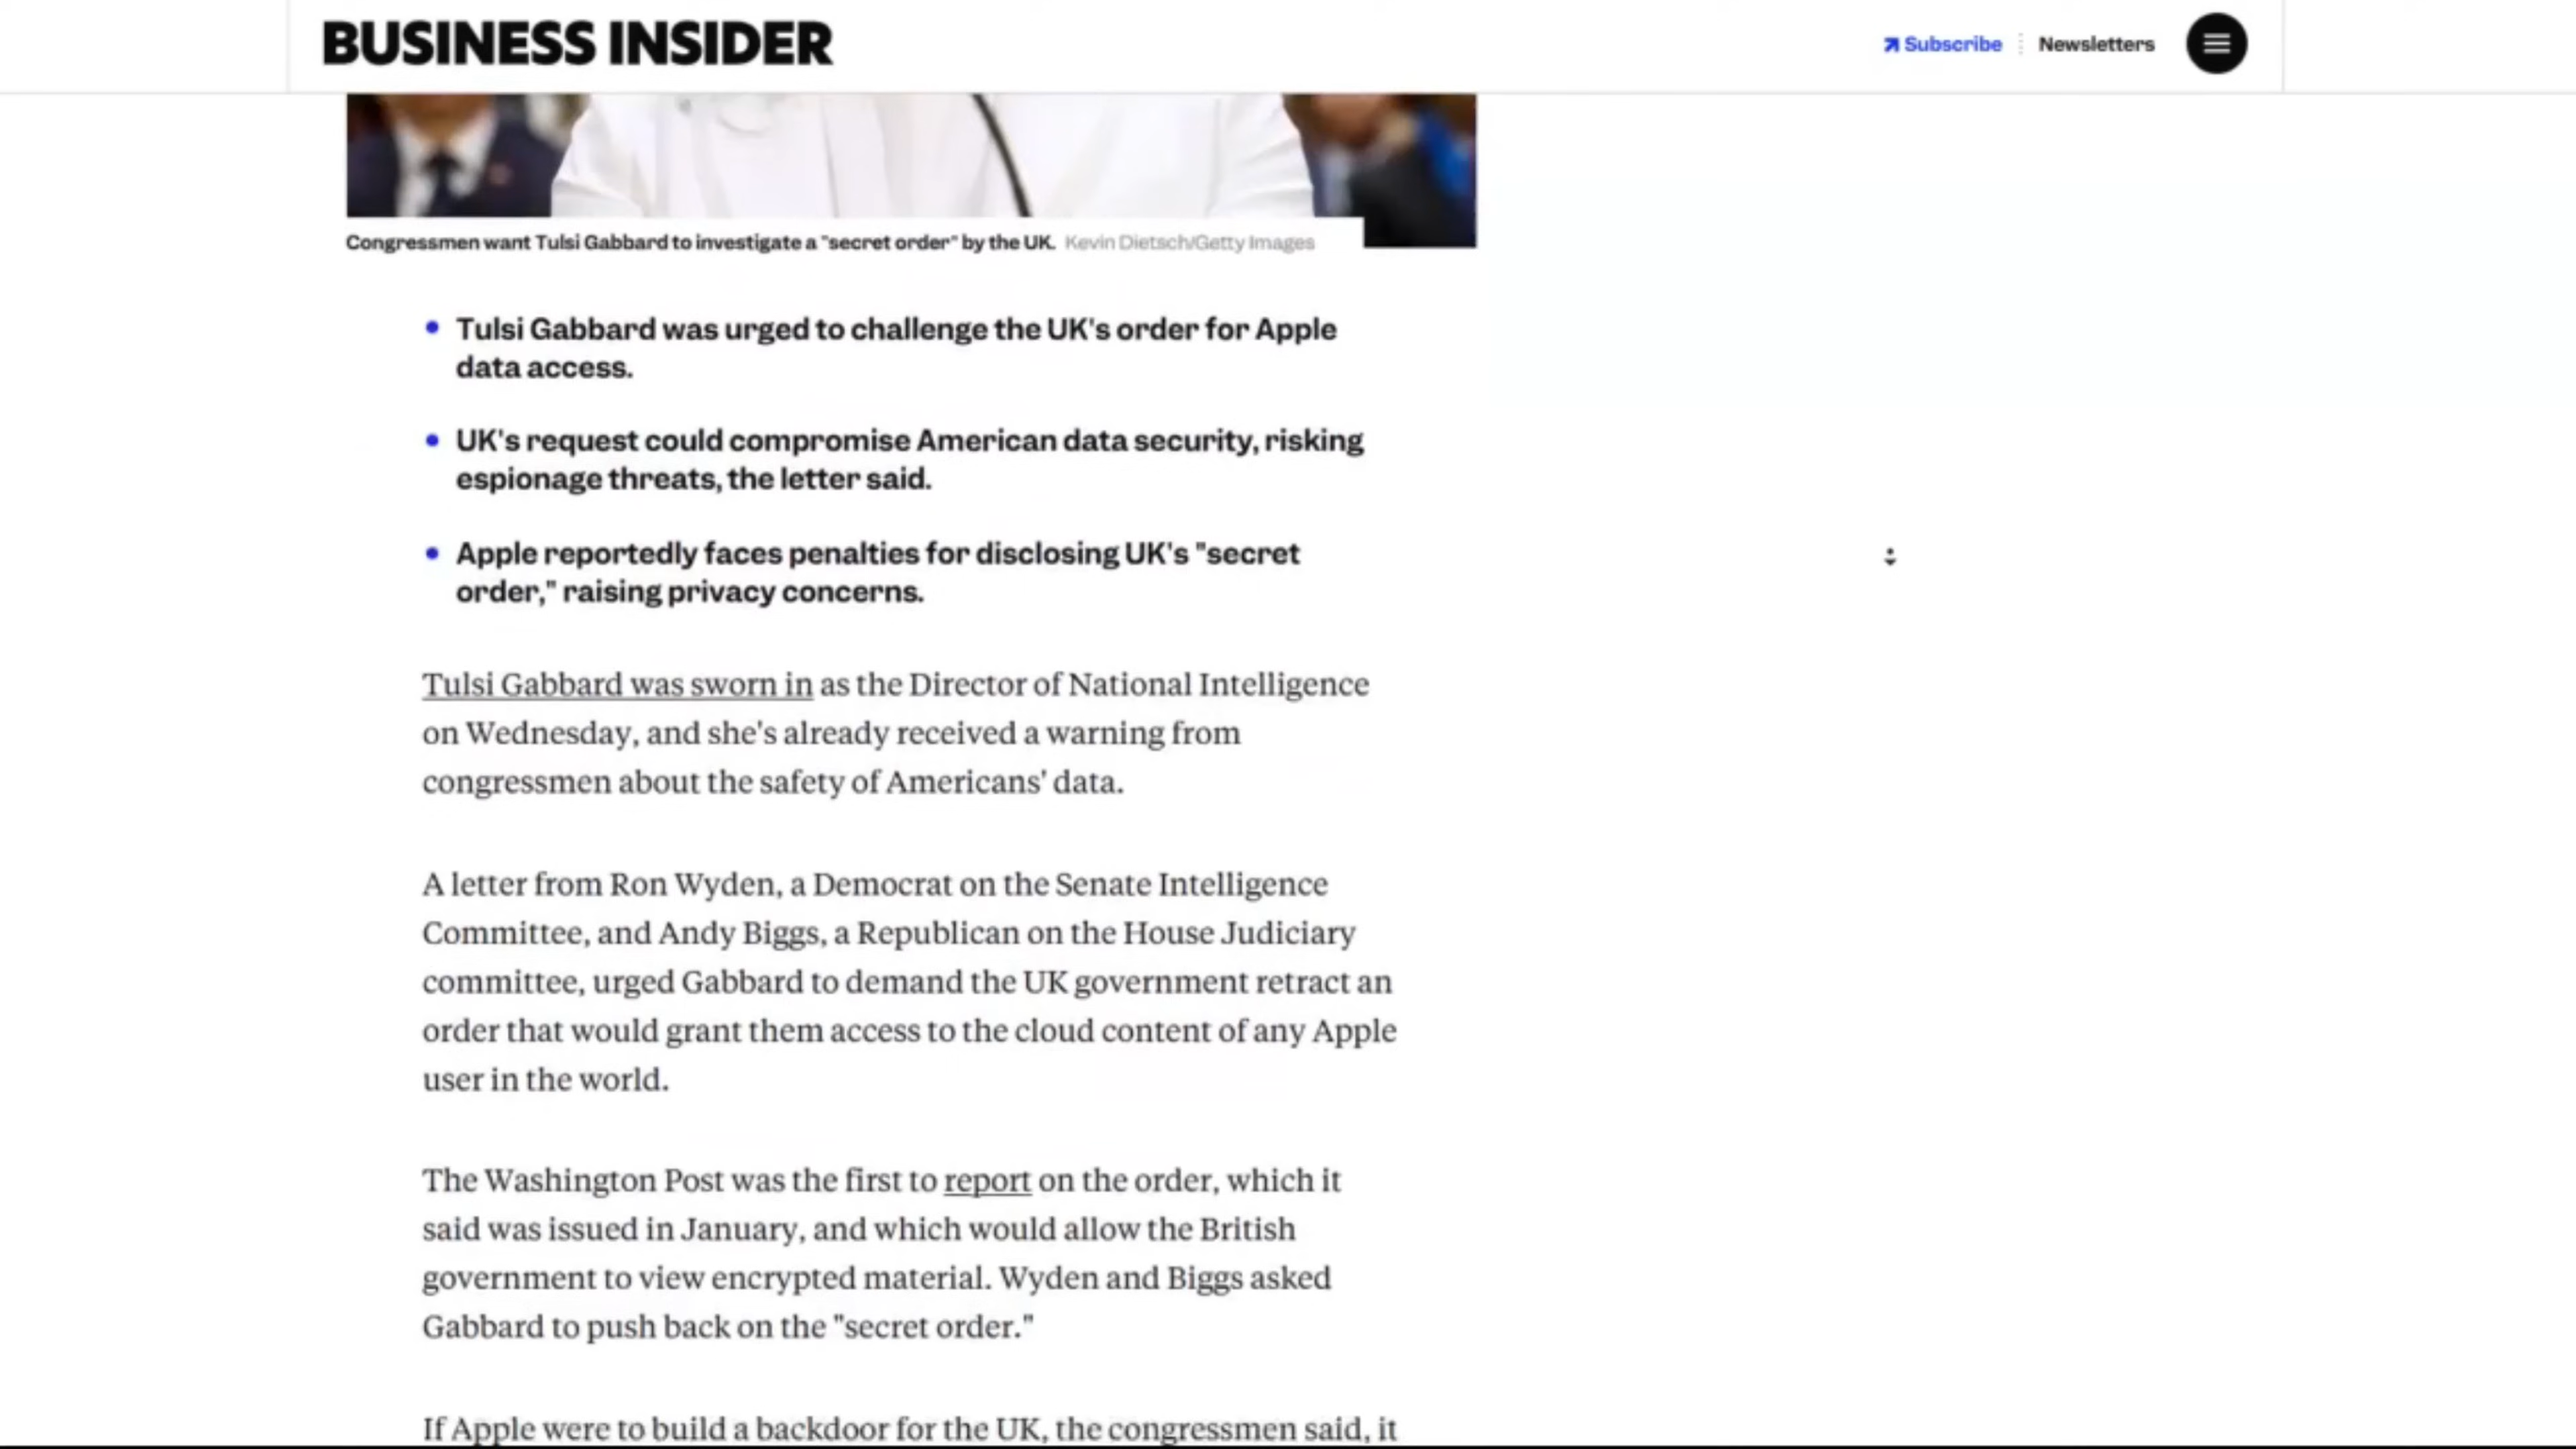 BUSINESS INSIDER
Subscribe
Newsletters
Congressmen want Tulsi Gabbard to investigate a "secret order" by the UK. Kevin Dietsch/Getty Images
Tulsi Gabbard was urged to challenge the UK's order for Apple
data access.
UK's request could compromise American data security, risking
espionage threats, the letter said.
Apple reportedly faces penalties for disclosing UK's "secret
order," raising privacy concerns.
Tulsi Gabbard was sworn in as the Director of National Intelligence
on Wednesday, and she's already received a warning from
congressmen about the safety of Americans' data.
A letter from Ron Wyden, a Democrat on the Senate Intelligence
Committee, and Andy Biggs, a Republican on the House Judiciary
committee, urged Gabbard to demand the UK government retract an
order that would grant them access to the cloud content of any Apple
user in the world.
The Washington Post was the first to report on the order, which it
said was issued in January, and which would allow the British
government to view encrypted material. Wyden and Biggs asked
Gabbard to push back on the "secret order."
If Apple were to build a backdoor for the UK, the congressmen said, it